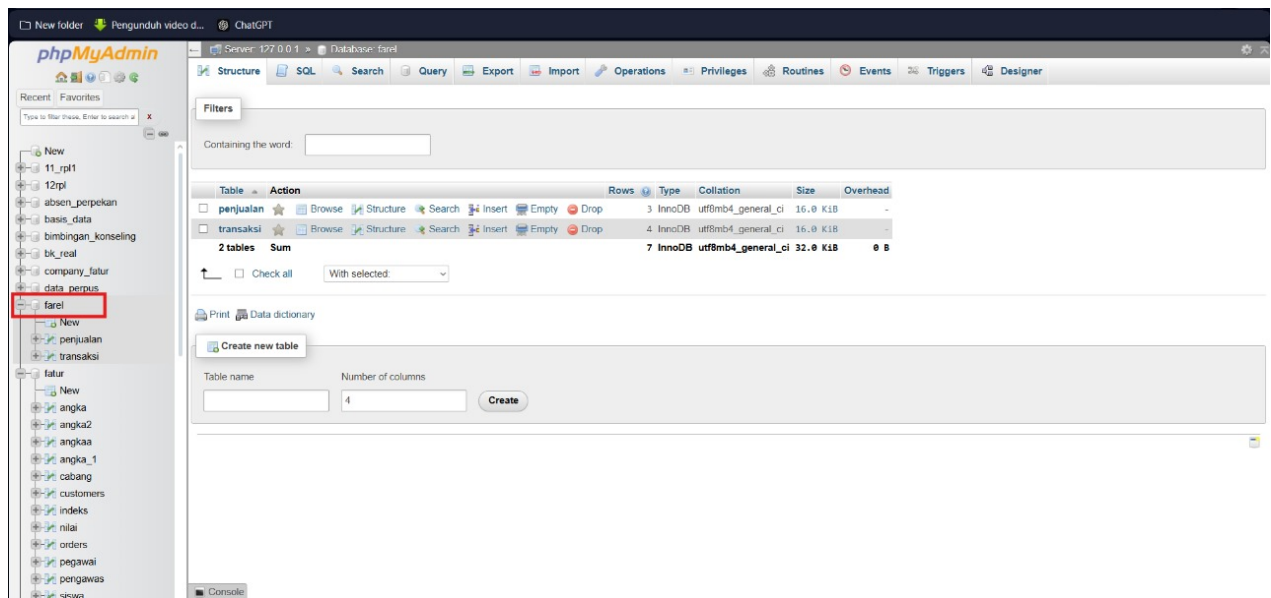 New folder Pengunduh video d... ChatGPT
phpMyAdmin
Server: 127.0.0.1 » Database: farel
Structure SQL Search Query Export Import Operations Privileges Routines Events Triggers Designer
Recent Favorites
Type to filter these, Enter to search a X
New
11_rpl1
12rpl
absen_perpekan
basis_data
bimbingan_konseling
bk_real
company_fatur
data_perpus
farel
New
penjualan
transaksi
fatur
New
angka
angka2
angkaa
angka_1
cabang
customers
indeks
nilai
orders
pegawai
pengawas
siswa
Filters
Containing the word:
Table Action Rows Type Collation Size Overhead
penjualan Browse Structure Search Insert Empty Drop 3 InnoDB utf8mb4_general_ci 16.0 KiB -
transaksi Browse Structure Search Insert Empty Drop 4 InnoDB utf8mb4_general_ci 16.0 KiB -
2 tables Sum 7 InnoDB utf8mb4_general_ci 32.0 KiB 0 B
Check all With selected:
Print Data dictionary
Create new table
Table name Number of columns
4 Create
Console